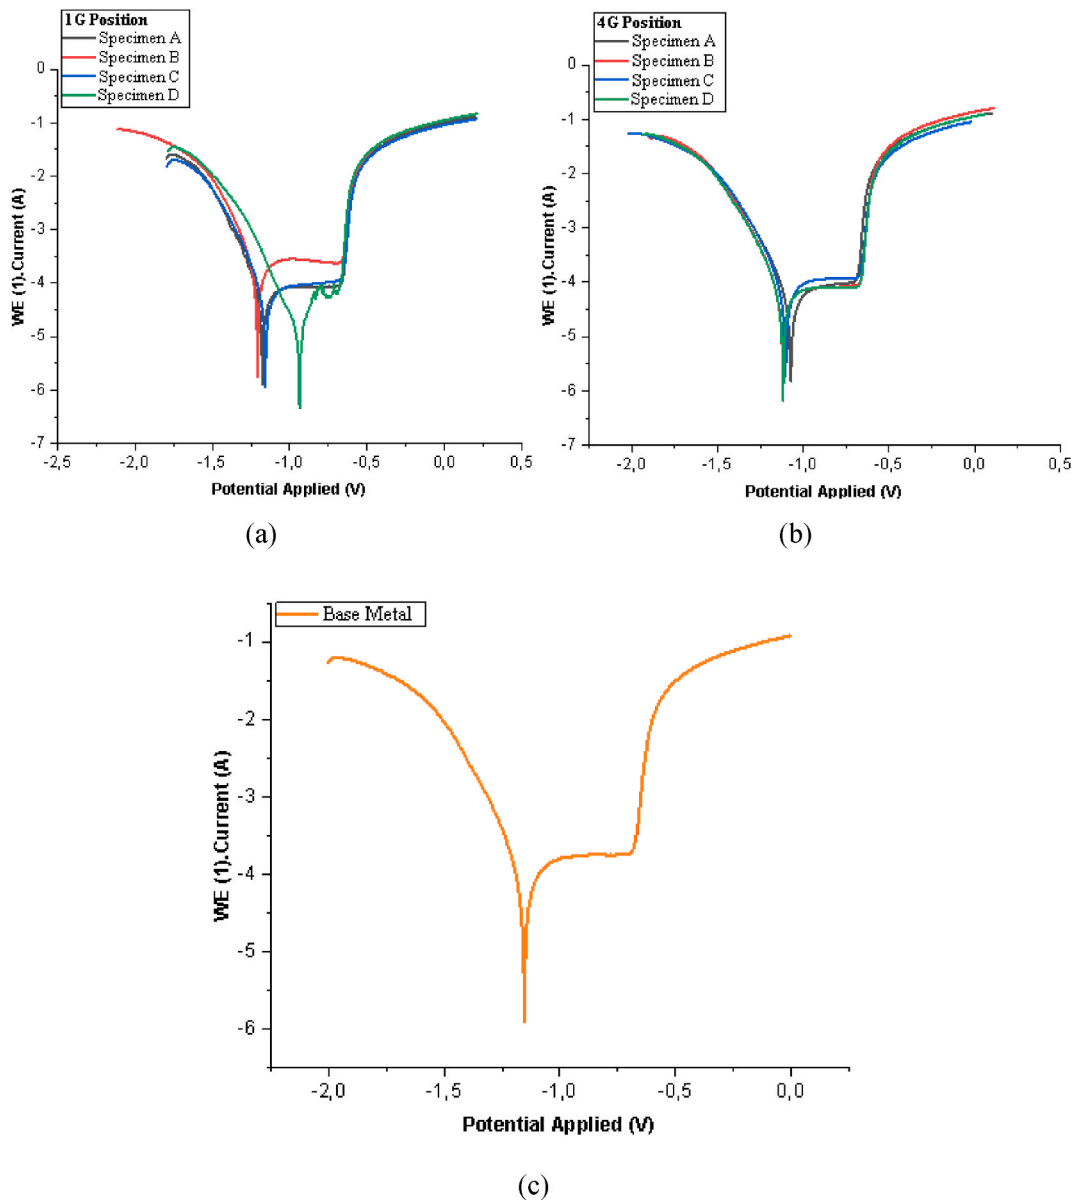 1G Position
Specimen A
Specimen B
Specimen C
Specimen D
0
-1
-2
-3
-4
-5
-6
-7
WE (1).Current (A)
-2,5 -2,0 -1,5 -1,0 -0,5 0,0 0,5
Potential Applied (V)
(a)
4G Position
Specimen A
Specimen B
Specimen C
Specimen D
0
-1
-2
-3
-4
-5
-6
-7
WE (1).Current (A)
-2,0 -1,5 -1,0 -0,5 0,0 0,5
Potential Applied (V)
(b)
Base Metal
-1
-2
-3
-4
-5
-6
WE (1).Current (A)
-2,0 -1,5 -1,0 -0,5 0,0
Potential Applied (V)
(c)